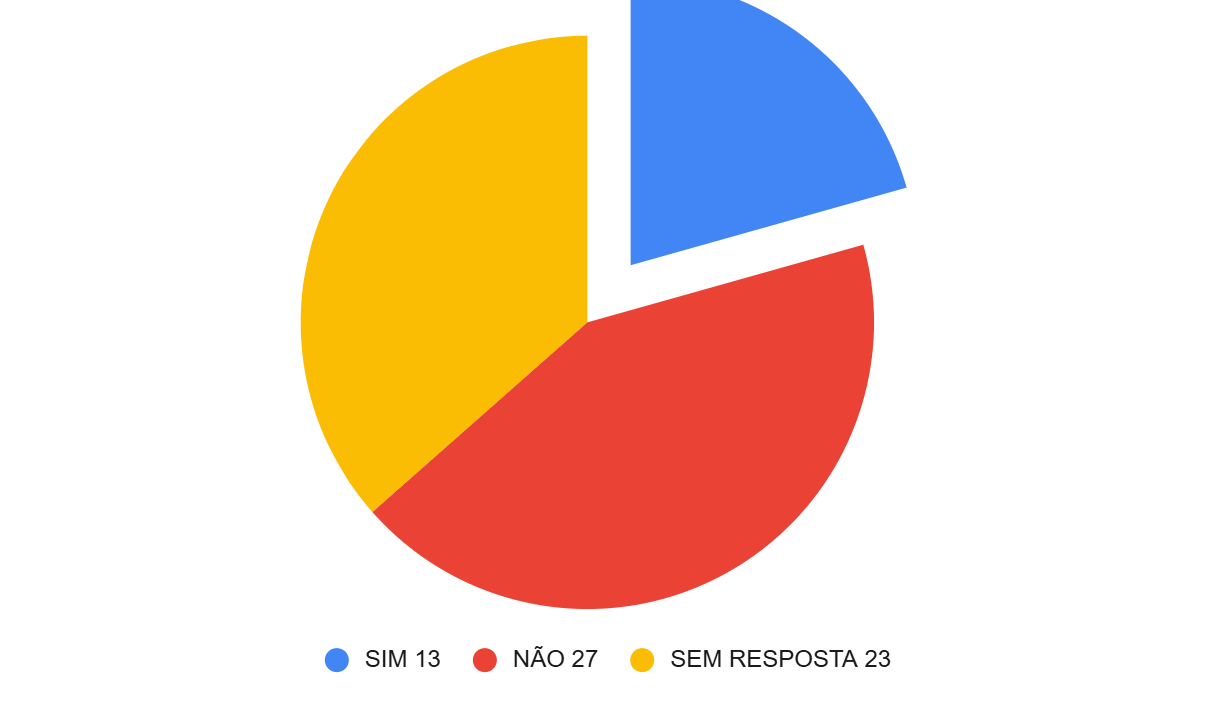 SIM 13 NÃO 27 SEM RESPOSTA 23